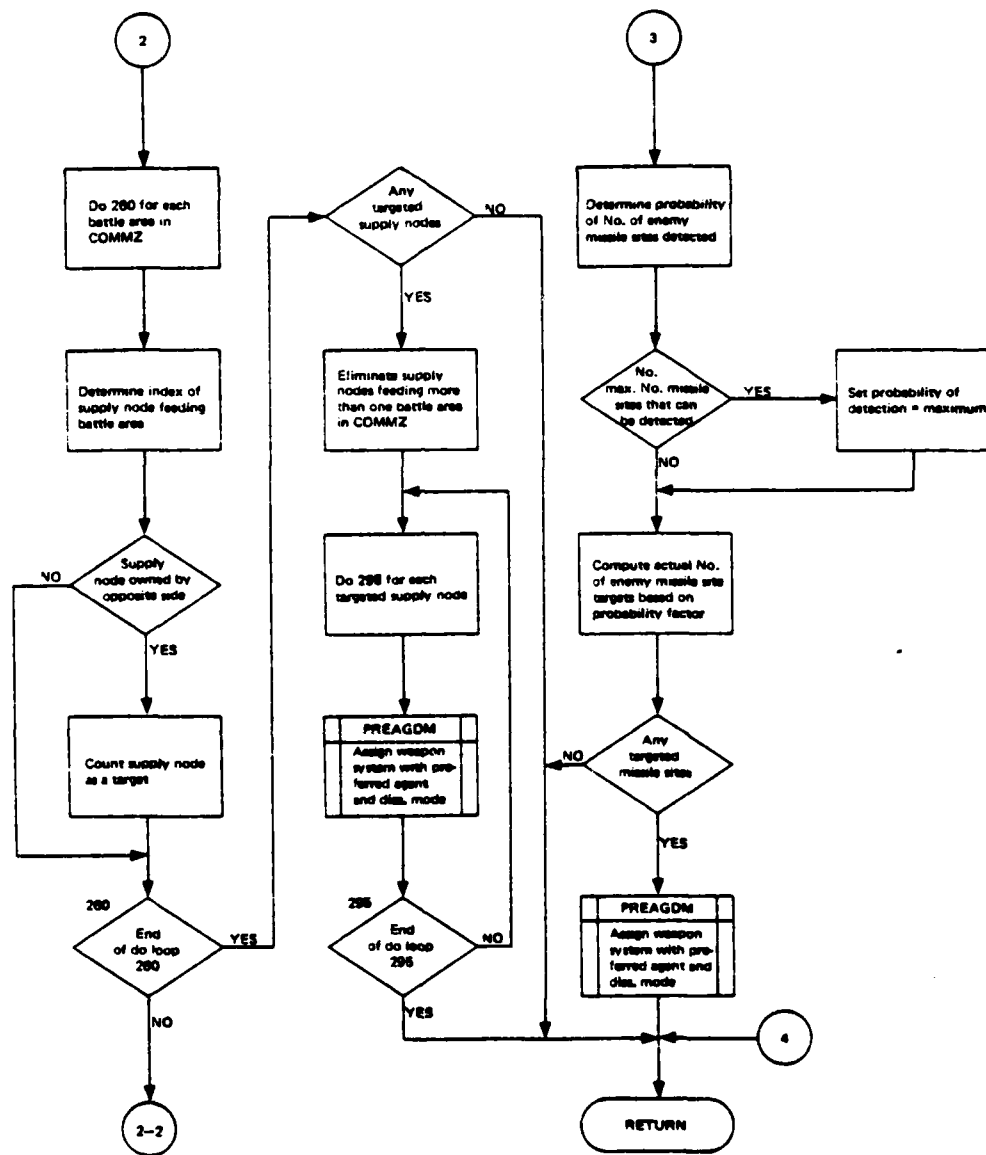 2
Do 260 for each
battle area in
COMMZ
Determine index of
supply node feeding
battle area
Supply
node owned by
opposite side
NO
YES
Count supply node
as a target
260
End
of do loop
260
YES
NO
2-2
Any
targeted
supply nodes
NO
YES
Eliminate supply
nodes feeding more
than one battle area
in COMMZ
Do 295 for each
targeted supply node
PREAGDM
Assign weapon
system with pre-
ferred agent
and diss. mode
295
End
of do loop
295
NO
YES
3
Determine probability
of No. of enemy
missile sites detected
No.
max. No. missile
sites that can
be detected
YES
Set probability of
detection = maximum
NO
Compute actual No.
of enemy missile site
targets based on
probability factor
Any
targeted
missile sites
NO
YES
PREAGDM
Assign weapon
system with pre-
ferred agent and
diss. mode
4
RETURN